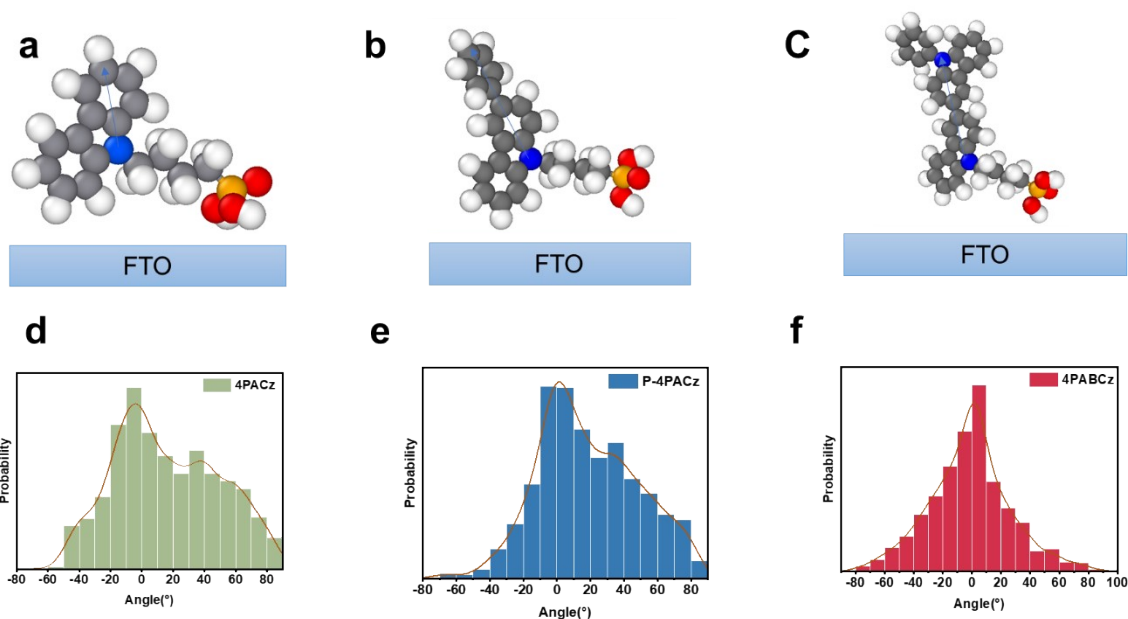 a
b
C
FTO
FTO
FTO
d
e
f
4PACz
P-4PACz
4PABCz
Probability
Probability
Probability
-80 -60 -40 -20 0 20 40 60 80
-80 -60 -40 -20 0 20 40 60 80
-80 -60 -40 -20 0 20 40 60 80 100
Angle(°)
Angle(°)
Angle(°)